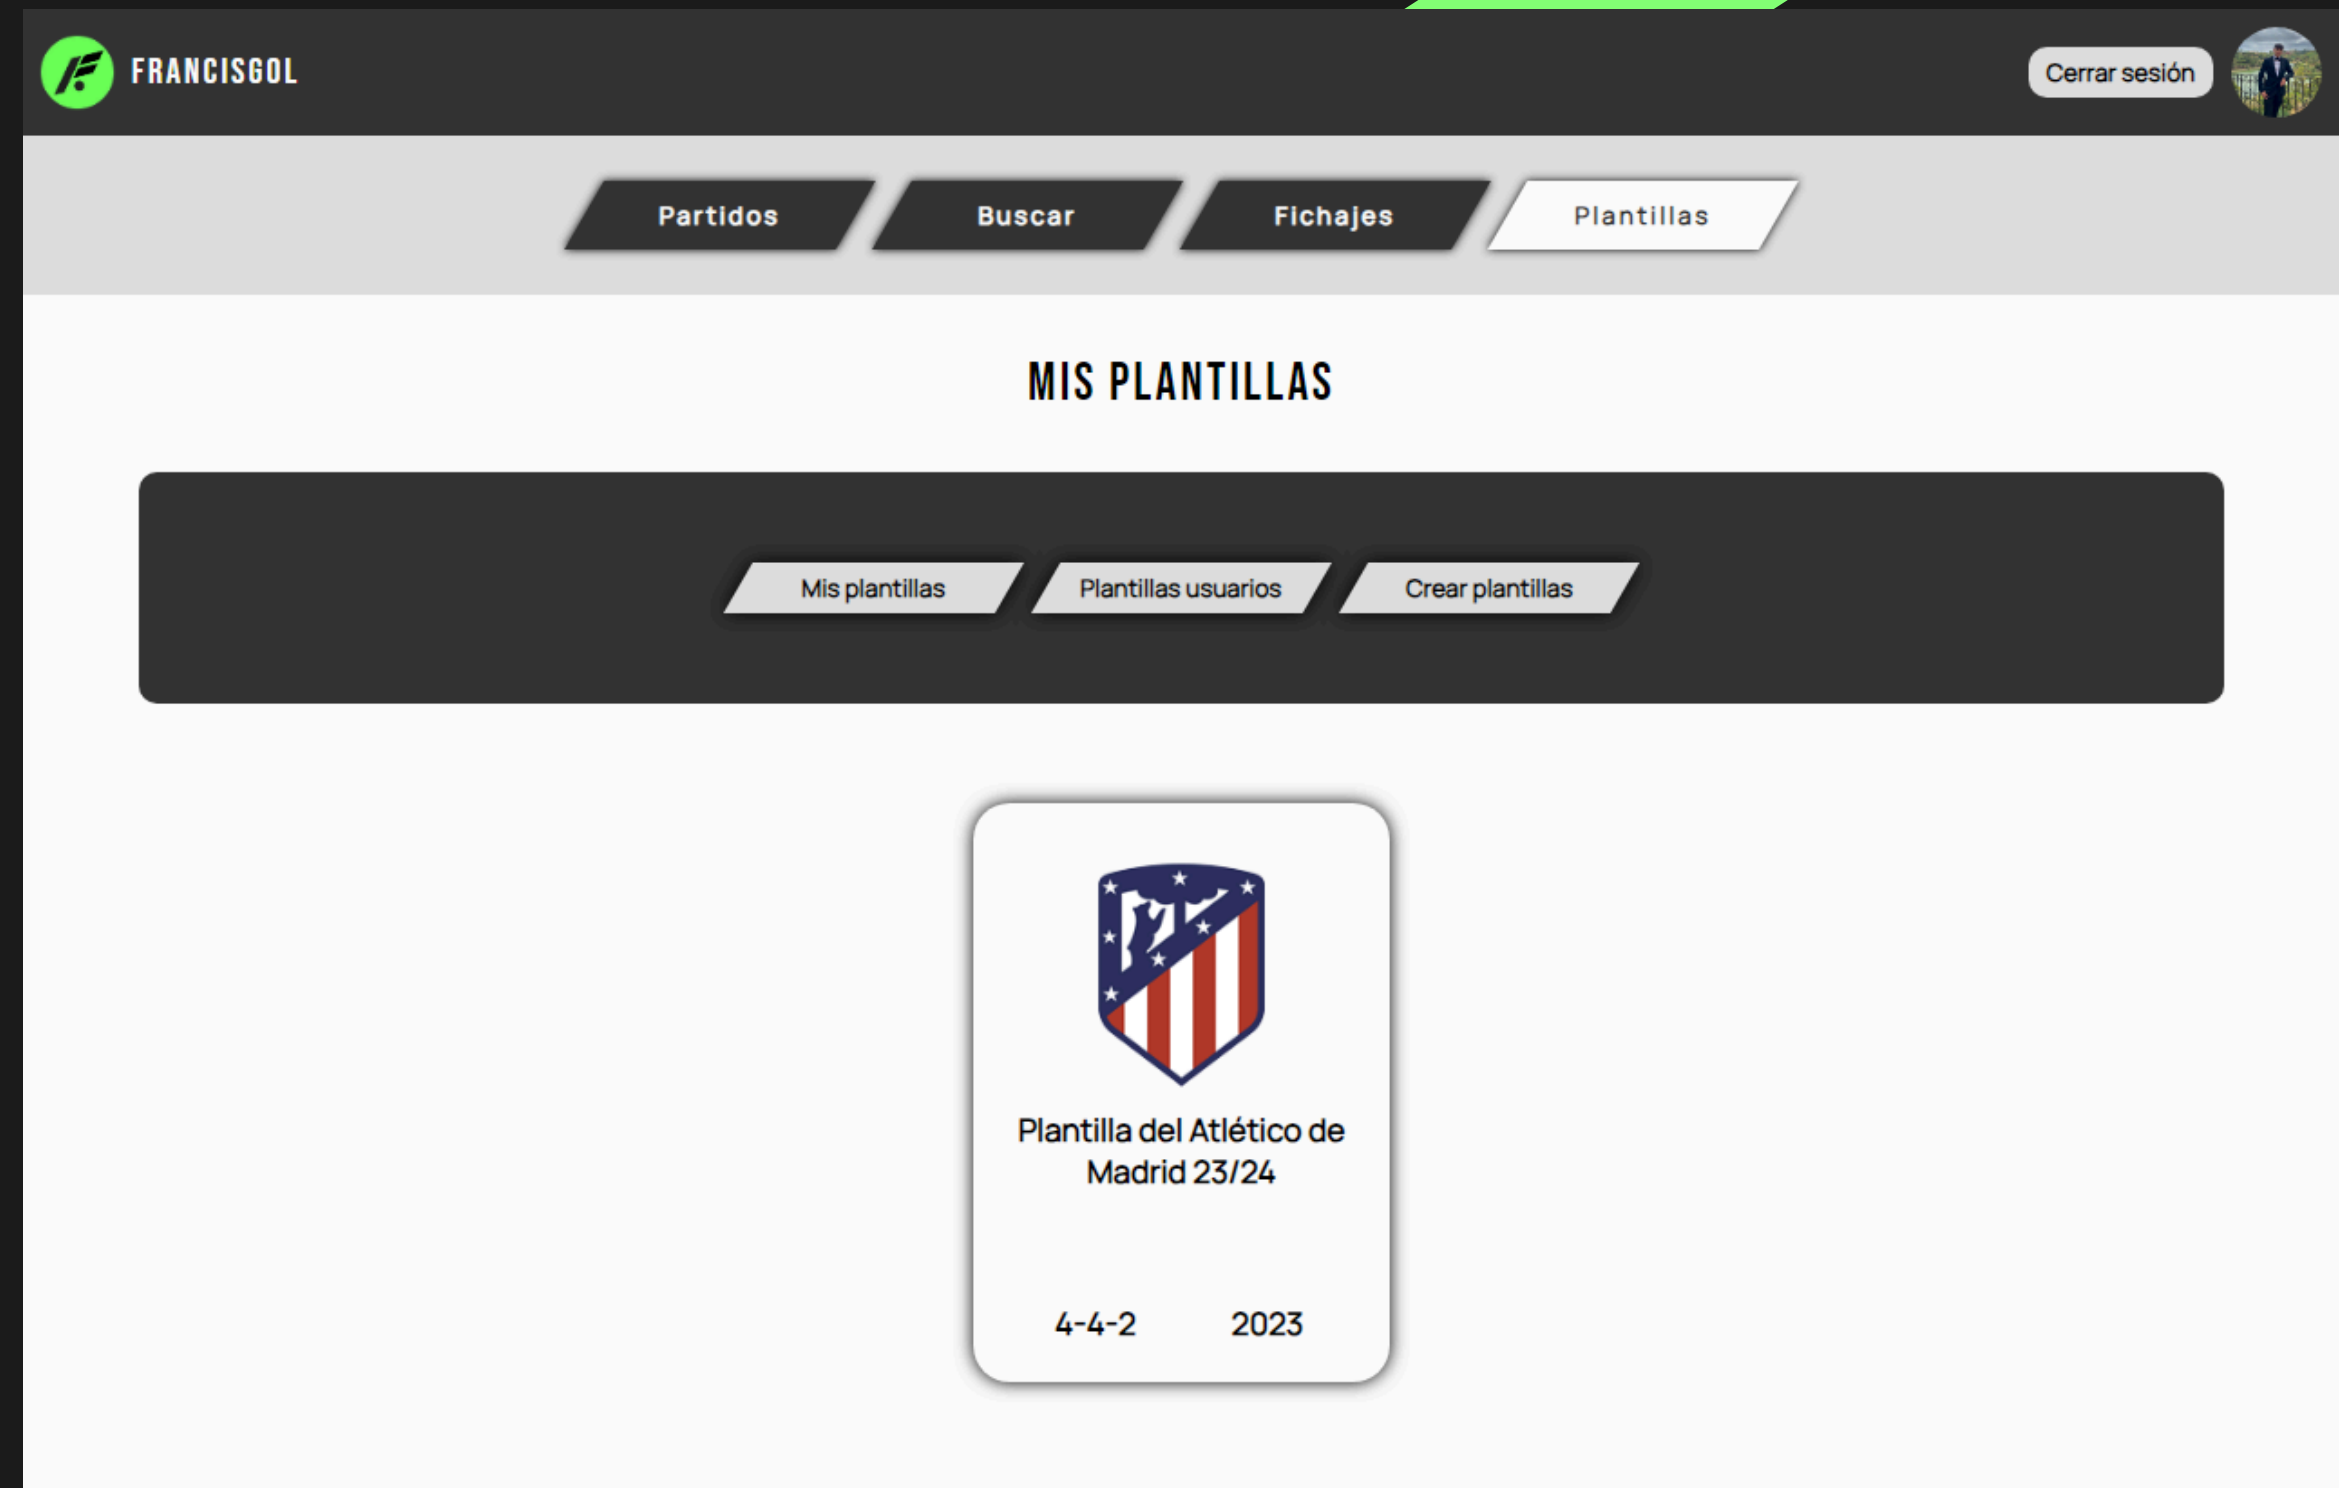 FRANCISGOL
Cerrar sesión
Partidos
Buscar
Fichajes
Plantillas
MIS PLANTILLAS
Mis plantillas
Plantillas usuarios
Crear plantillas
Plantilla del Atlético de
Madrid 23/24
4-4-2
2023